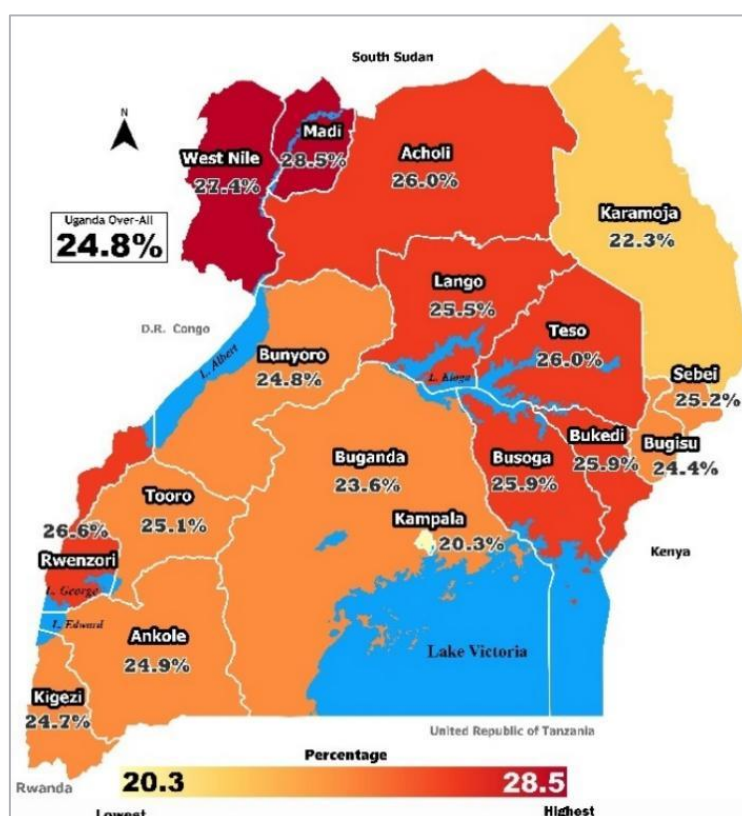 South Sudan
N
Madi
28.5%
West Nile
27.4%
Acholi
26.0%
Karamoja
22.3%
Uganda Over-All
24.8%
Lango
25.5%
D.R. Congo
L. Albert
Bunyoro
24.8%
Teso
26.0%
L. Kioga
Sebei
25.2%
Buganda
23.6%
Busoga
25.9%
Bukedi
25.9%
Bugisu
24.4%
Tooro
25.1%
Kampala
20.3%
26.6%
Rwenzori
Kenya
L. George
L. Edward
Ankole
24.9%
Lake Victoria
Kigezi
24.7%
United Republic of Tanzania
Percentage
Rwanda
20.3
28.5
Lowest
Highest